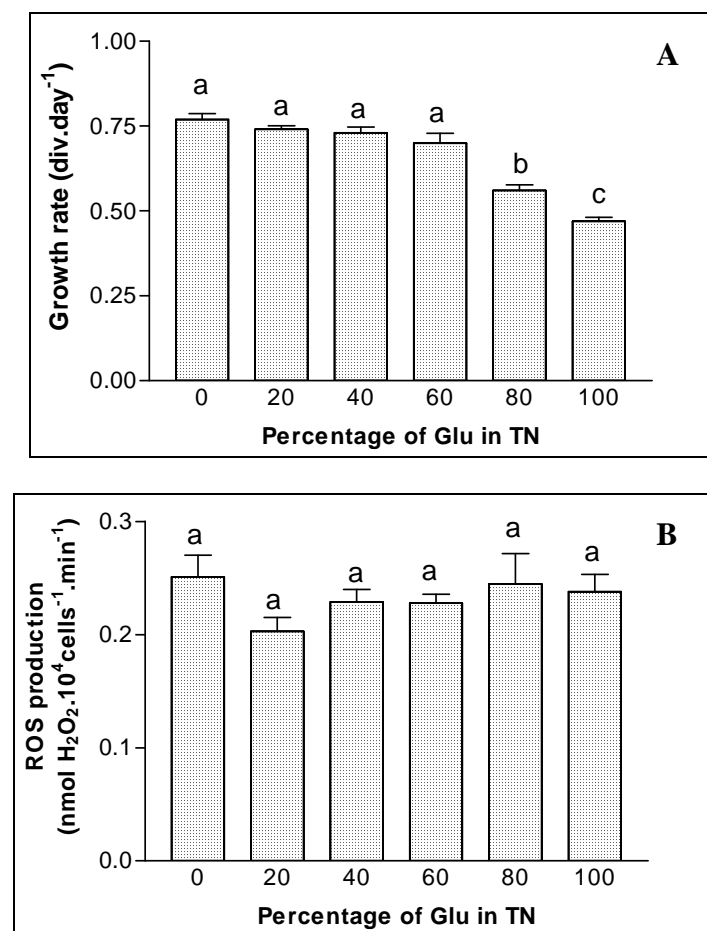 A
1.00
0.75
0.50
0.25
0.00
Growth rate (div.day⁻¹)
a
a
a
a
b
c
0 20 40 60 80 100
Percentage of Glu in TN
B
0.3
0.2
0.1
0.0
ROS production
(nmol H₂O₂.10⁴cells⁻¹.min⁻¹)
a
a
a
a
a
a
0 20 40 60 80 100
Percentage of Glu in TN